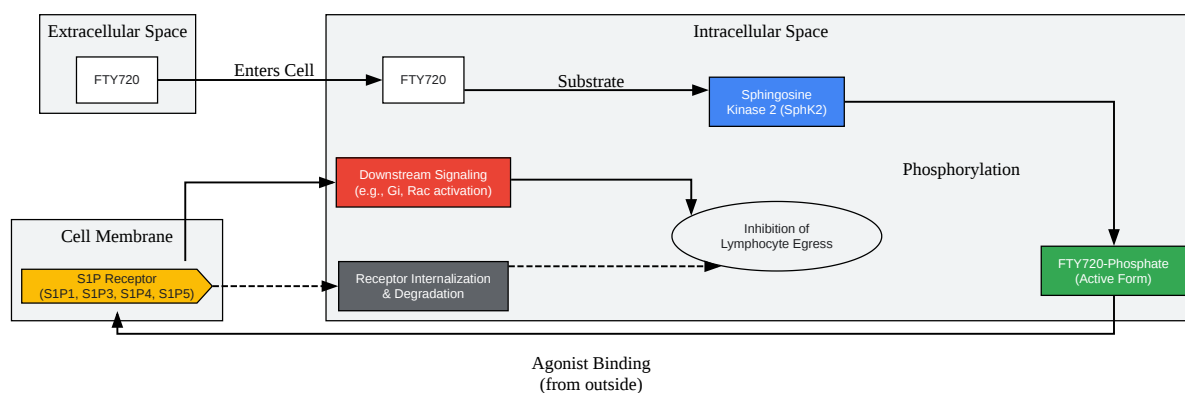 Extracellular Space
Intracellular Space
FTY720
Enters Cell
FTY720
Substrate
Sphingosine
Kinase 2 (SphK2)
Phosphorylation
Downstream Signaling
(e.g., Gi, Rac activation)
Inhibition of
Lymphocyte Egress
Cell Membrane
S1P Receptor
(S1P1, S1P3, S1P4, S1P5)
Receptor Internalization
& Degradation
FTY720-Phosphate
(Active Form)
Agonist Binding
(from outside)